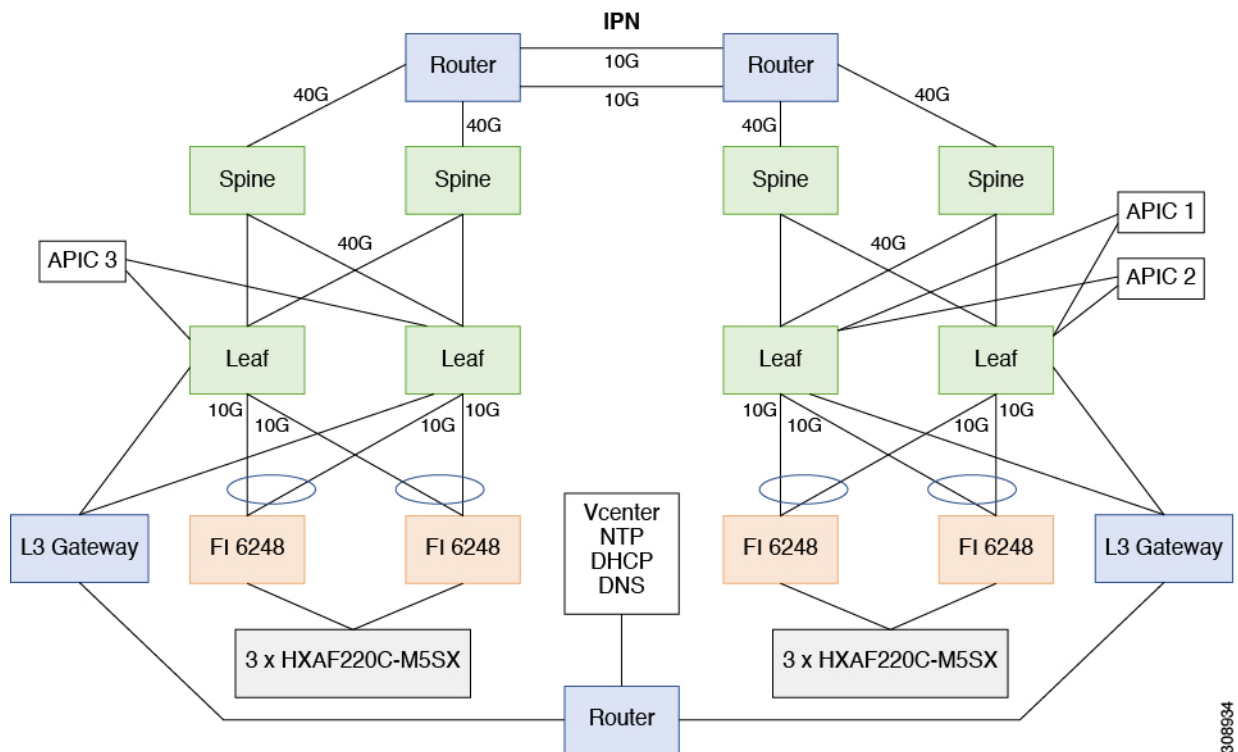 IPN
Router
10G
10G
Router
40G
40G
40G
40G
Spine
Spine
Spine
Spine
APIC 1
APIC 3
40G
40G
APIC 2
Leaf
Leaf
Leaf
Leaf
10G
10G
10G
10G
10G
10G
10G
10G
L3 Gateway
FI 6248
FI 6248
Vcenter
NTP
DHCP
DNS
FI 6248
FI 6248
L3 Gateway
3 x HXAF220C-M5SX
3 x HXAF220C-M5SX
Router
308934